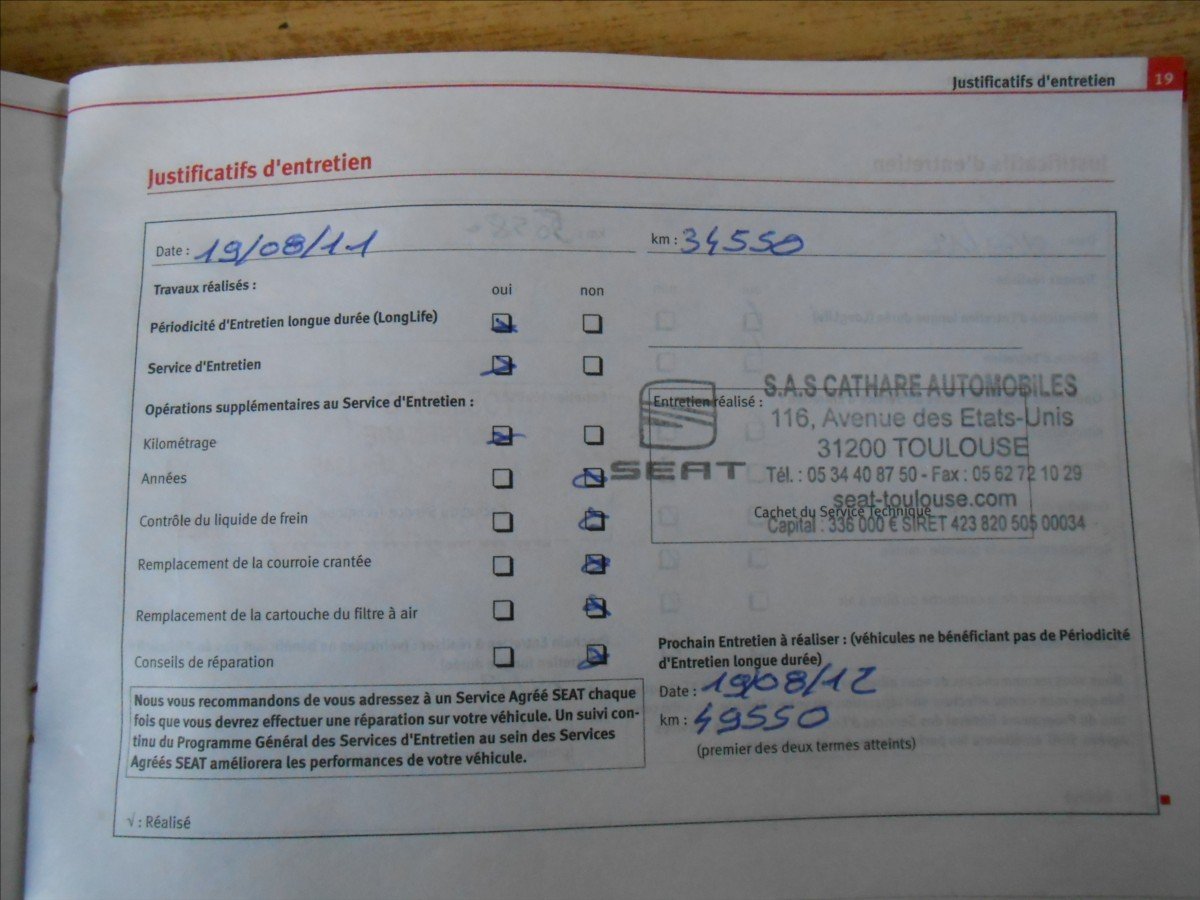 Justificatifs d'entretien 19
Justificatifs d'entretien
Date : 19/08/11
km : 34550
Travaux réalisés :
oui non
Périodicité d'Entretien longue durée (LongLife)
Service d'Entretien
Opérations supplémentaires au Service d'Entretien :
Kilométrage
Années
Contrôle du liquide de frein
Remplacement de la courroie crantée
Remplacement de la cartouche du filtre à air
Conseils de réparation
Nous vous recommandons de vous adressez à un Service Agréé SEAT chaque
fois que vous devrez effectuer une réparation sur votre véhicule. Un suivi con-
tinu du Programme Général des Services d'Entretien au sein des Services
Agréés SEAT améliorera les performances de votre véhicule.
√ : Réalisé
Entretien réalisé :
SEAT
S.A.S CATHARE AUTOMOBILES
116, Avenue des Etats-Unis
31200 TOULOUSE
Tél. : 05 34 40 87 50 - Fax : 05 62 72 10 29
seat-toulouse.com
Cachet du Service Technique
Capital : 336 000 € SIRET 423 820 505 00034
Prochain Entretien à réaliser : (véhicules ne bénéficiant pas de Périodicité
d'Entretien longue durée)
Date : 19/08/12
km : 49550
(premier des deux termes atteints)